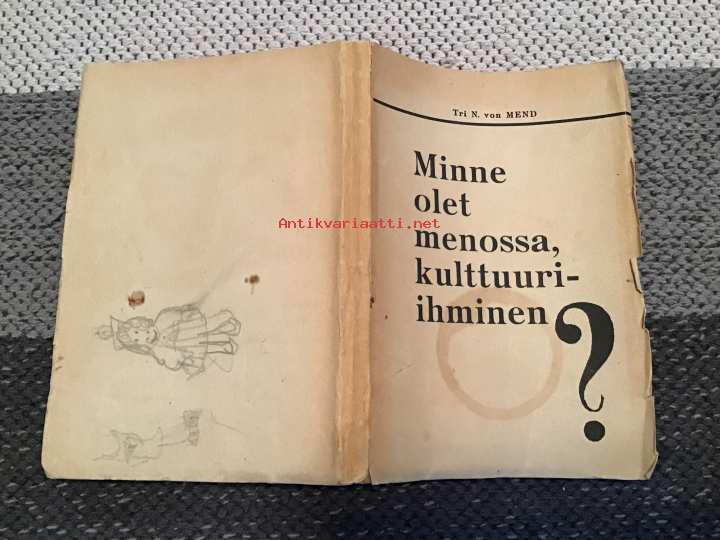 Tri N. von MEND
Minne
olet
menossa,
kulttuuri-
ihminen
?
Antikvariaatti.net